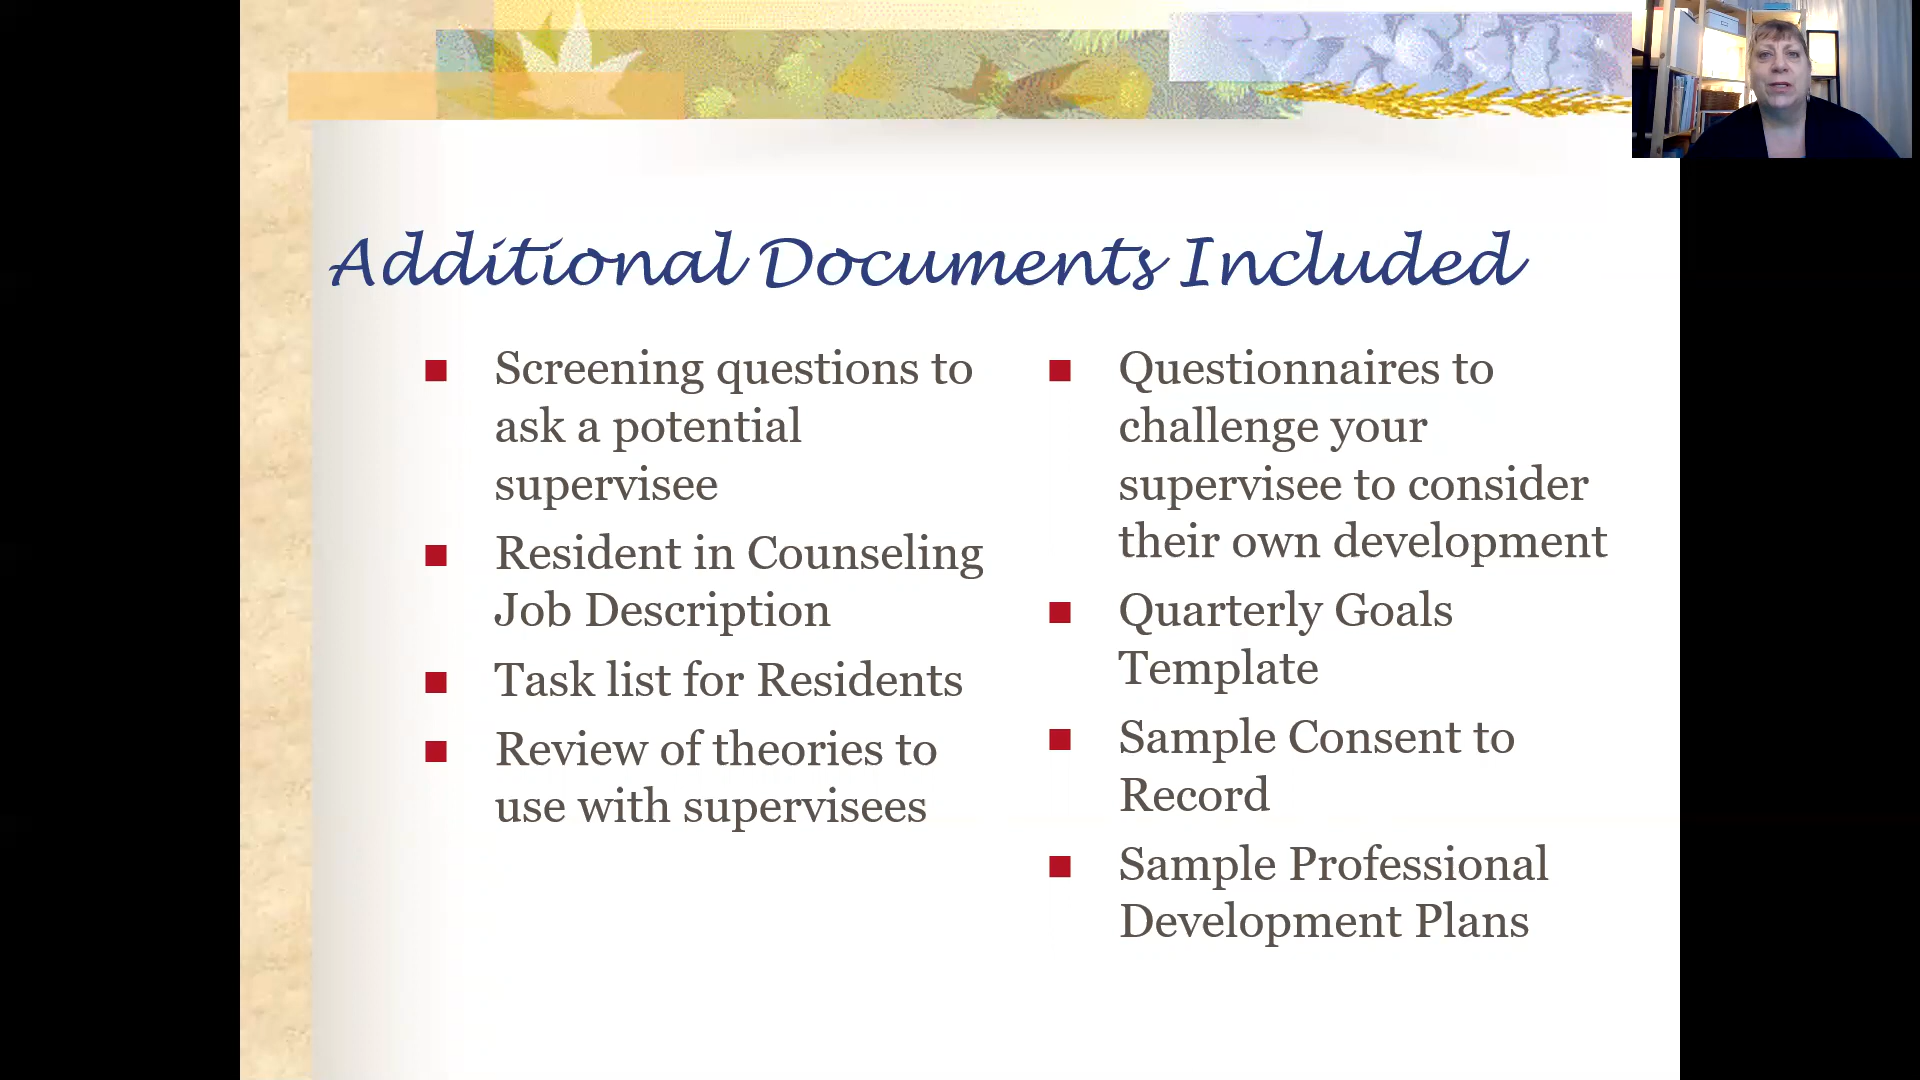 Additional Documents Included
Screening questions to
ask a potential
supervisee
Resident in Counseling
Job Description
Task list for Residents
Review of theories to
use with supervisees
Questionnaires to
challenge your
supervisee to consider
their own development
Quarterly Goals
Template
Sample Consent to
Record
Sample Professional
Development Plans